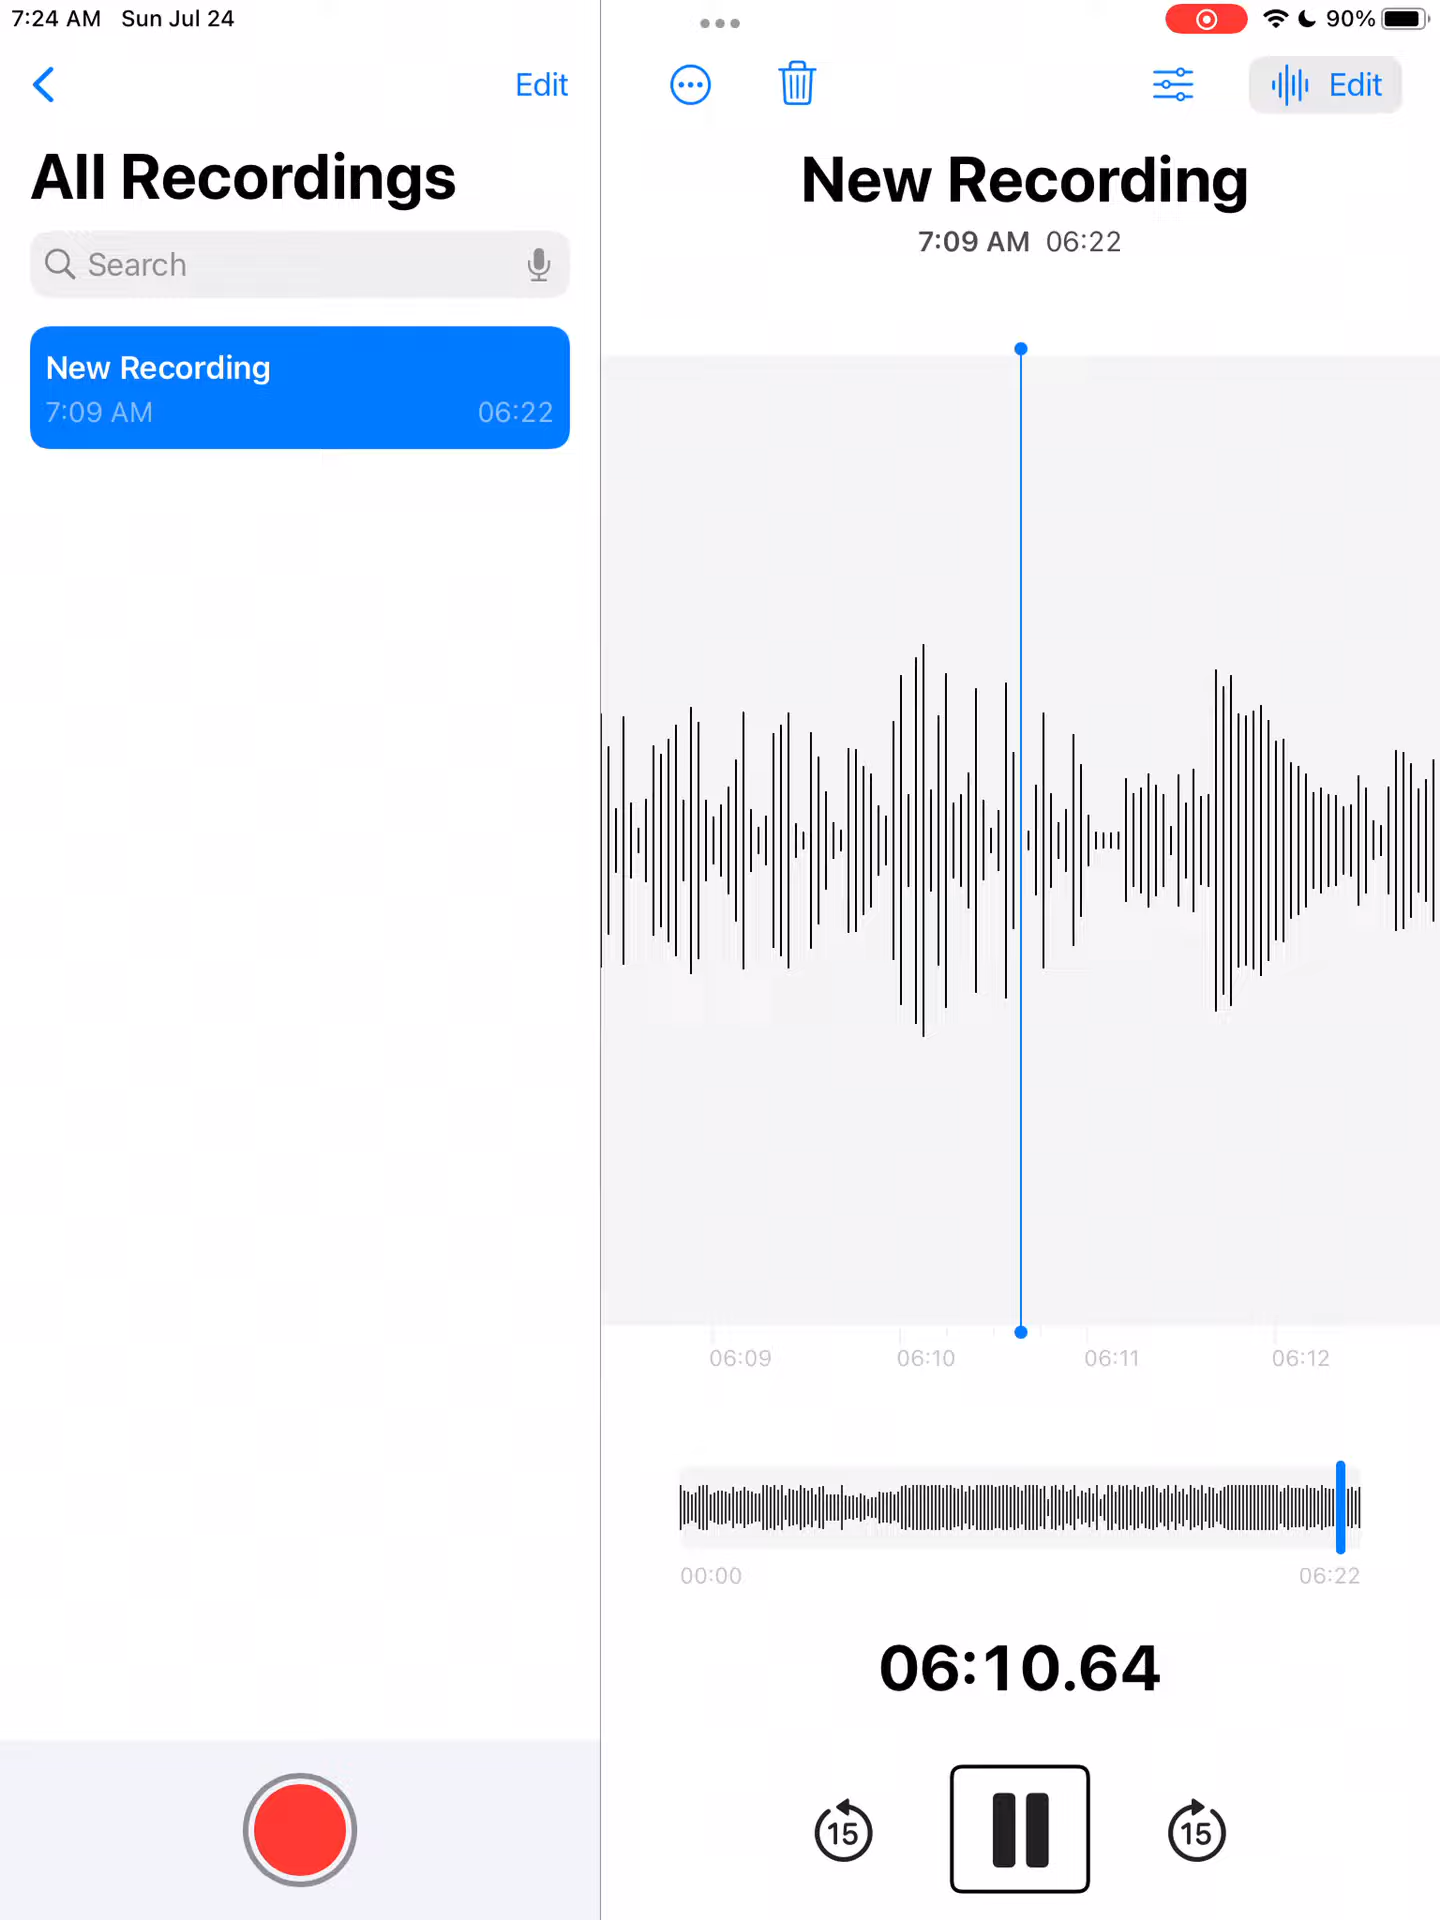 7:24 AM Sun Jul 24
90%
Edit
All Recordings
Search
New Recording
7:09 AM 06:22
Edit
New Recording
7:09 AM 06:22
06:09 06:10 06:11 06:12
00:00 06:22
06:10.64
15 15